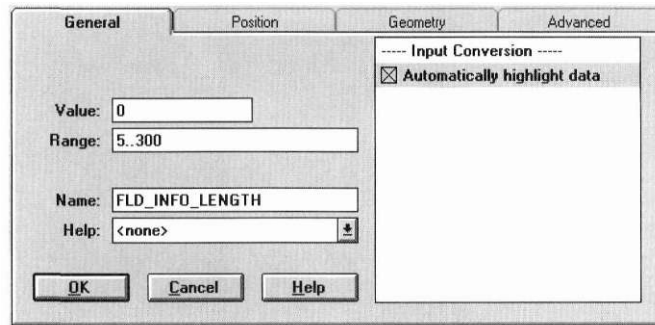 General Position Geometry Advanced
----- Input Conversion -----
Automatically highlight data
Value: 0
Range: 5..300
Name: FLD_INFO_LENGTH
Help: <none>
OK Cancel Help